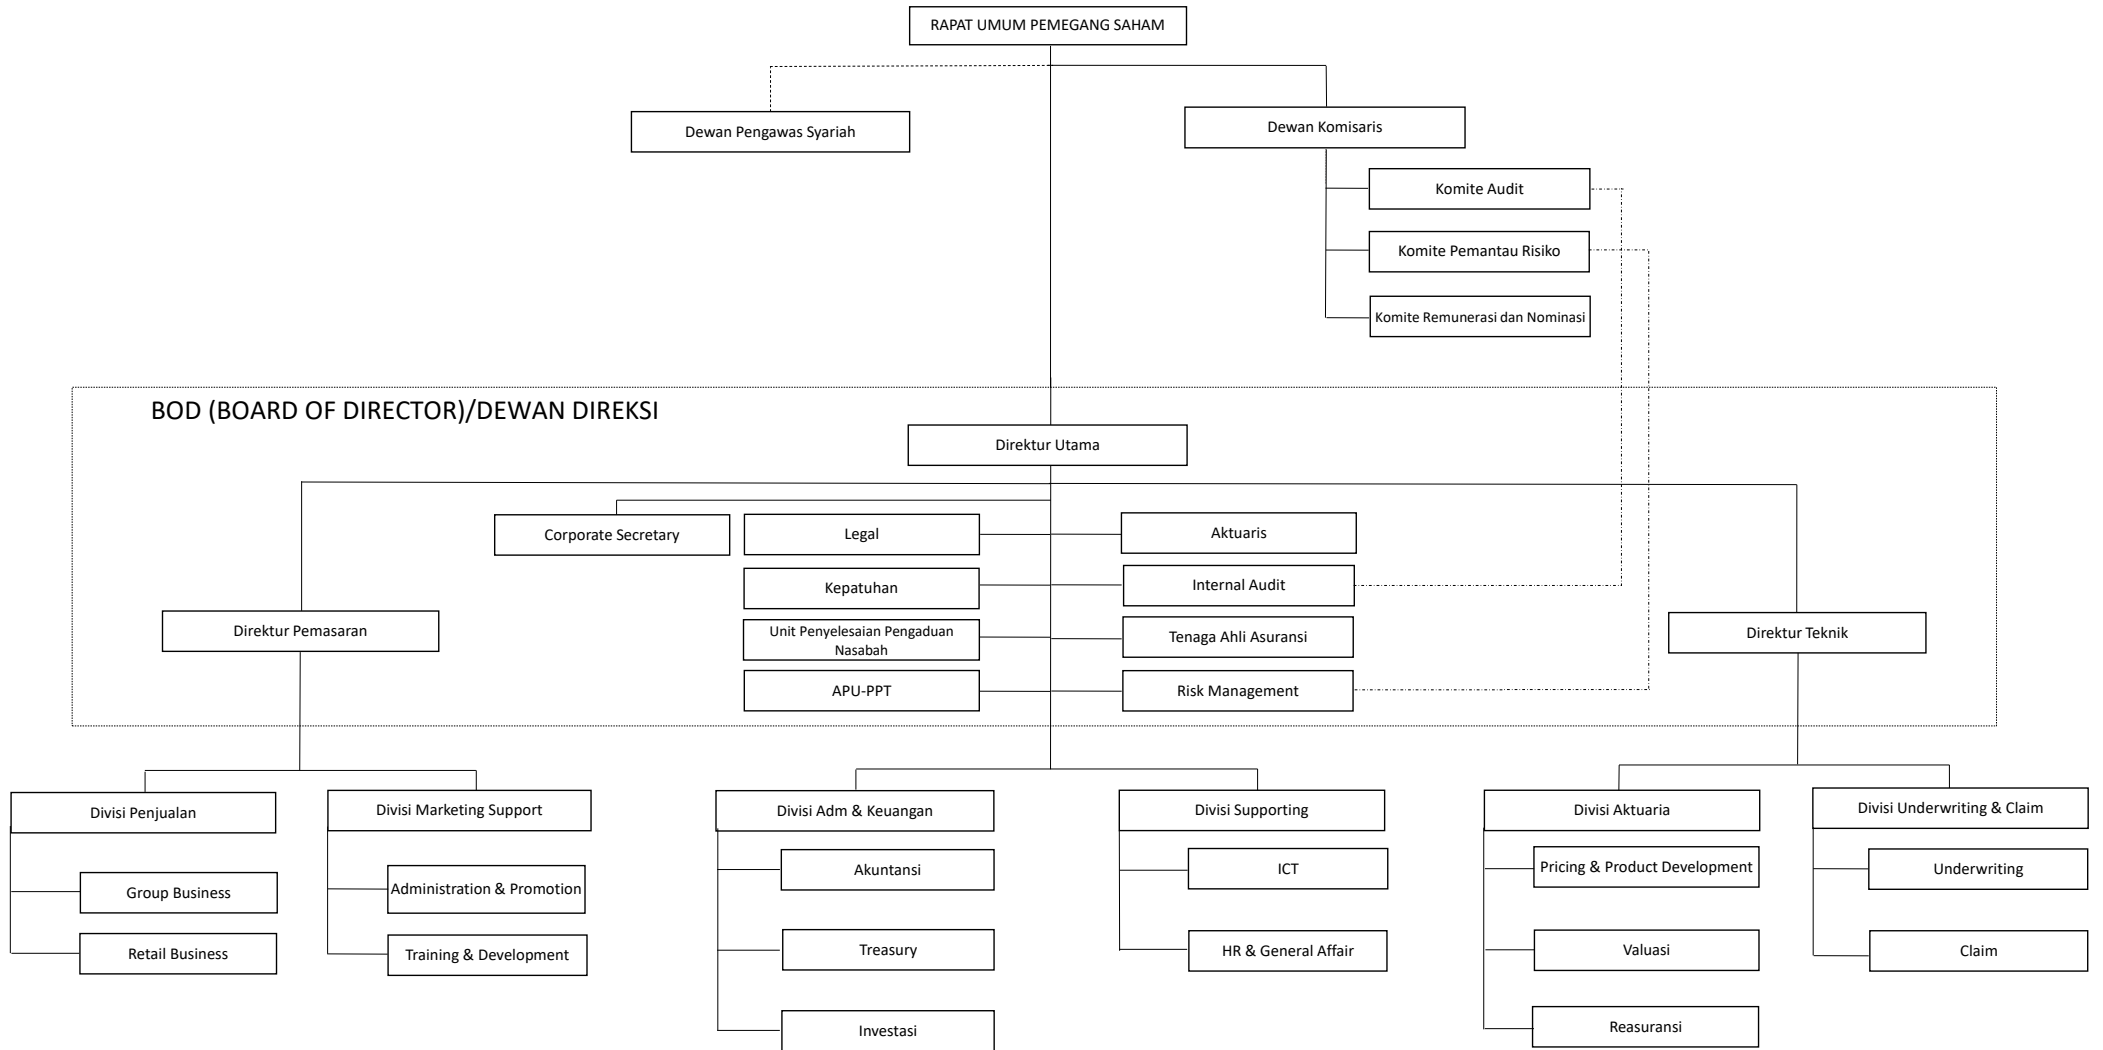 RAPAT UMUM PEMEGANG SAHAM
Dewan Pengawas Syariah
Dewan Komisaris
Komite Audit
Komite Pemantau Risiko
Komite Remunerasi dan Nominasi
BOD (BOARD OF DIRECTOR)/DEWAN DIREKSI
Direktur Utama
Corporate Secretary
Legal
Aktuaris
Kepatuhan
Internal Audit
Direktur Pemasaran
Unit Penyelesaian Pengaduan
Nasabah
Tenaga Ahli Asuransi
Direktur Teknik
APU-PPT
Risk Management
Divisi Penjualan
Divisi Marketing Support
Divisi Adm & Keuangan
Divisi Supporting
Divisi Aktuaria
Divisi Underwriting & Claim
Group Business
Administration & Promotion
Akuntansi
ICT
Pricing & Product Development
Underwriting
Retail Business
Training & Development
Treasury
HR & General Affair
Valuasi
Claim
Investasi
Reasuransi